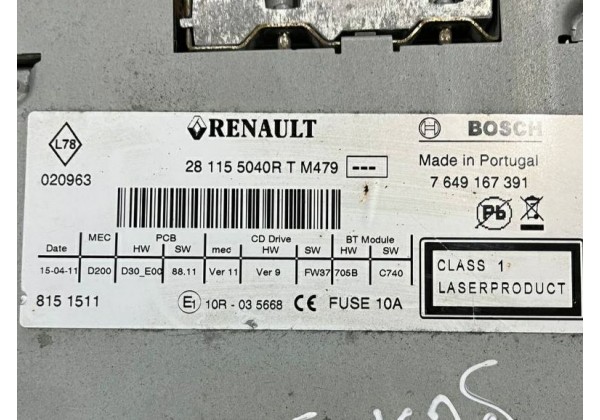 L78
020963
RENAULT
28 115 5040R T M479 ---
BOSCH
Made in Portugal
7 649 167 391
Pb
MEC PCB CD Drive BT Module
Date HW SW mec HW SW HW SW
15-04-11 D200 D30_E00 88.11 Ver 11 Ver 9 FW37 705B C740
815 1511
E1 10R - 03 5668 CE FUSE 10A
CLASS 1
LASERPRODUCT